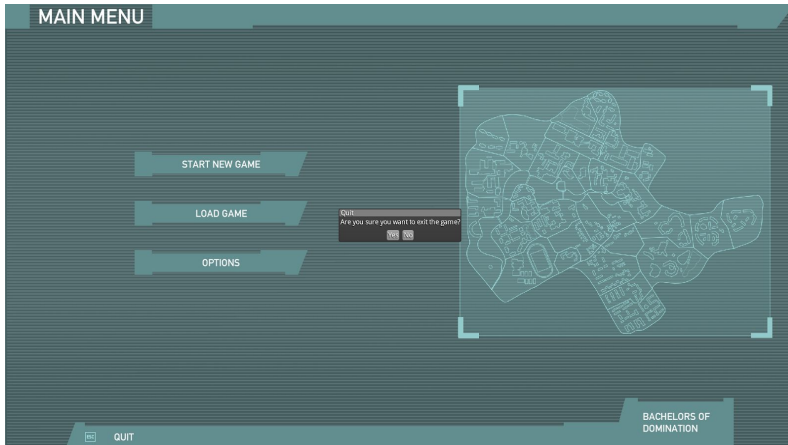 MAIN MENU
START NEW GAME
LOAD GAME
OPTIONS
Quit
Are you sure you want to exit the game?
Yes No
BACHELORS OF
DOMINATION
ESC QUIT